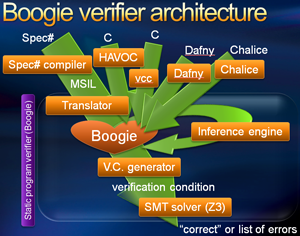 Boogie verifier architecture
Spec#
C
C
Dafny
Chalice
Spec# compiler
HAVOC
vcc
Dafny
Chalice
MSIL
Translator
Boogie
Inference engine
V.C. generator
verification condition
SMT solver (Z3)
"correct" or list of errors
Static program verifier (Boogie)